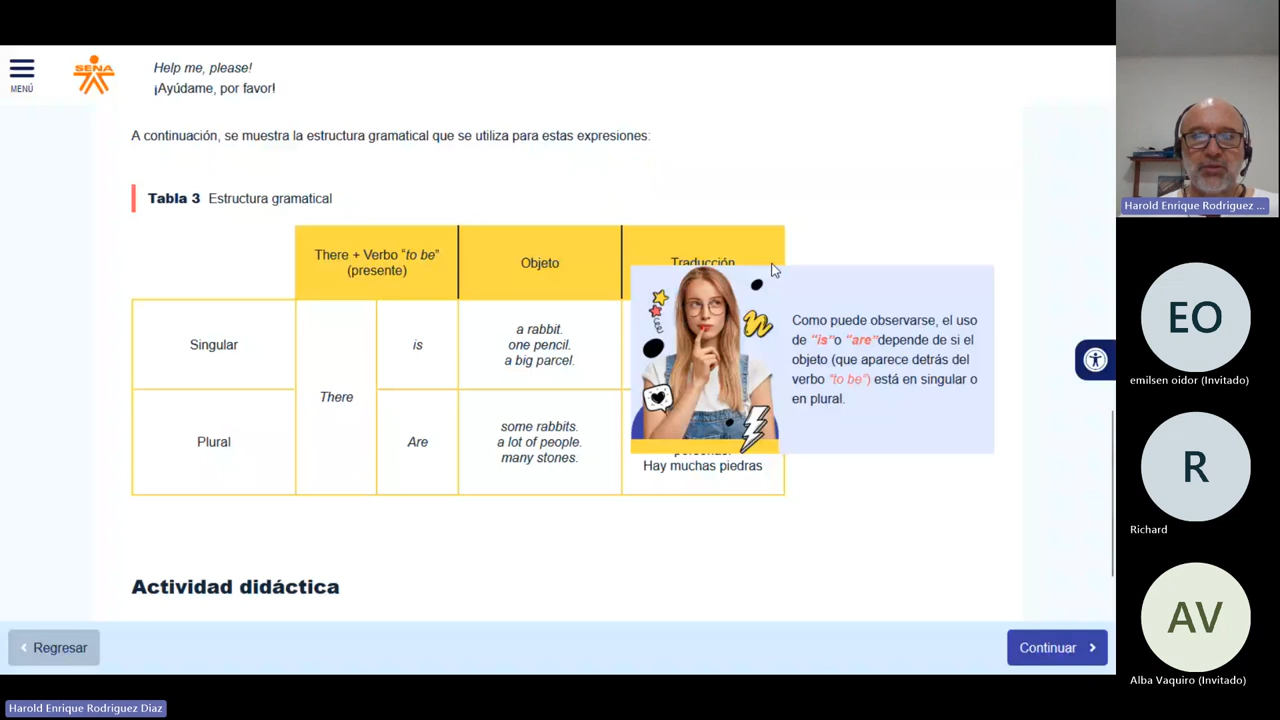 MENÚ
SENA
Help me, please!
¡Ayúdame, por favor!
A continuación, se muestra la estructura gramatical que se utiliza para estas expresiones:
Tabla 3 Estructura gramatical
There + Verbo "to be"
(presente)
Objeto
Traducción
Singular
There
is
a rabbit.
one pencil.
a big parcel.
Plural
Are
some rabbits.
a lot of people.
many stones.
Hay muchas piedras
Como puede observarse, el uso
de "is"o "are"depende de si el
objeto (que aparece detrás del
verbo "to be") está en singular o
en plural.
Actividad didáctica
Regresar
Continuar
Harold Enrique Rodriguez ...
EO
emilsen oidor (Invitado)
R
Richard
AV
Alba Vaquiro (Invitado)
Harold Enrique Rodriguez Diaz